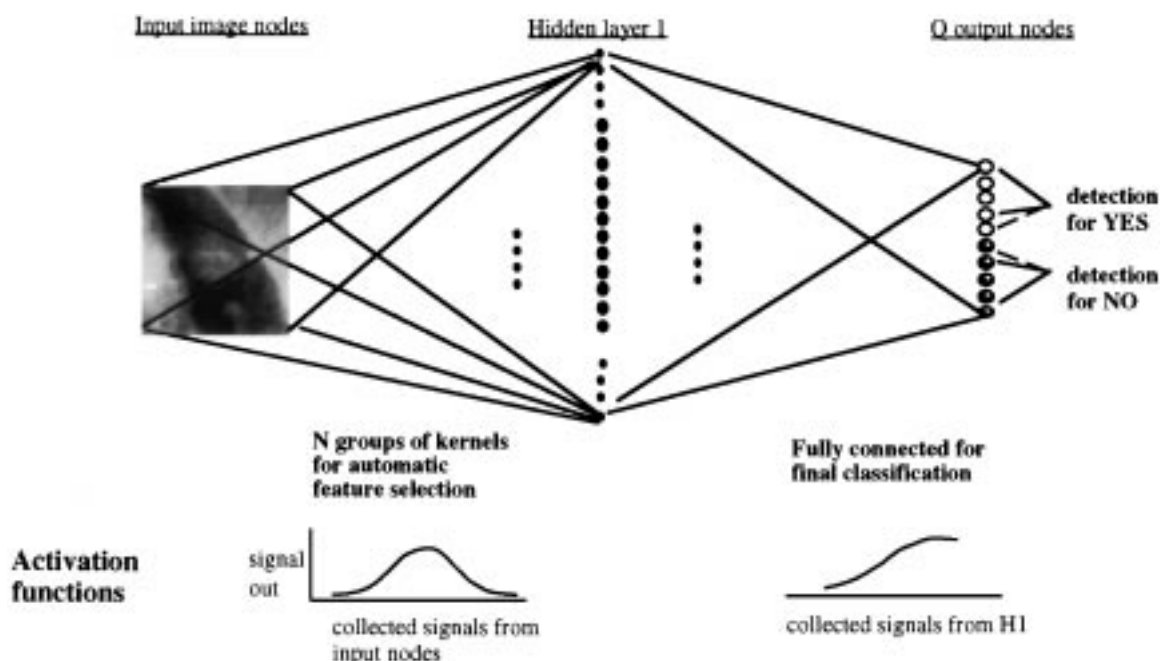 Input image nodes
Hidden layer 1
Q output nodes
detection
for YES
detection
for NO
N groups of kernels
for automatic
feature selection
Fully connected for
final classification
Activation
functions
signal
out
collected signals from
input nodes
collected signals from H1